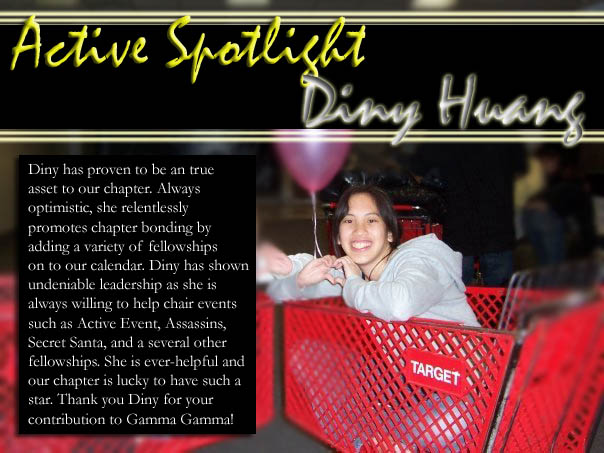 Active Spotlight
Diny Huang
Diny has proven to be an true
asset to our chapter. Always
optimistic, she relentlessly
promotes chapter bonding by
adding a variety of fellowships
on to our calendar. Diny has shown
undeniable leadership as she is
always willing to help chair events
such as Active Event, Assassins,
Secret Santa, and a several other
fellowships. She is ever-helpful and
our chapter is lucky to have such a
star. Thank you Diny for your
contribution to Gamma Gamma!
TARGET